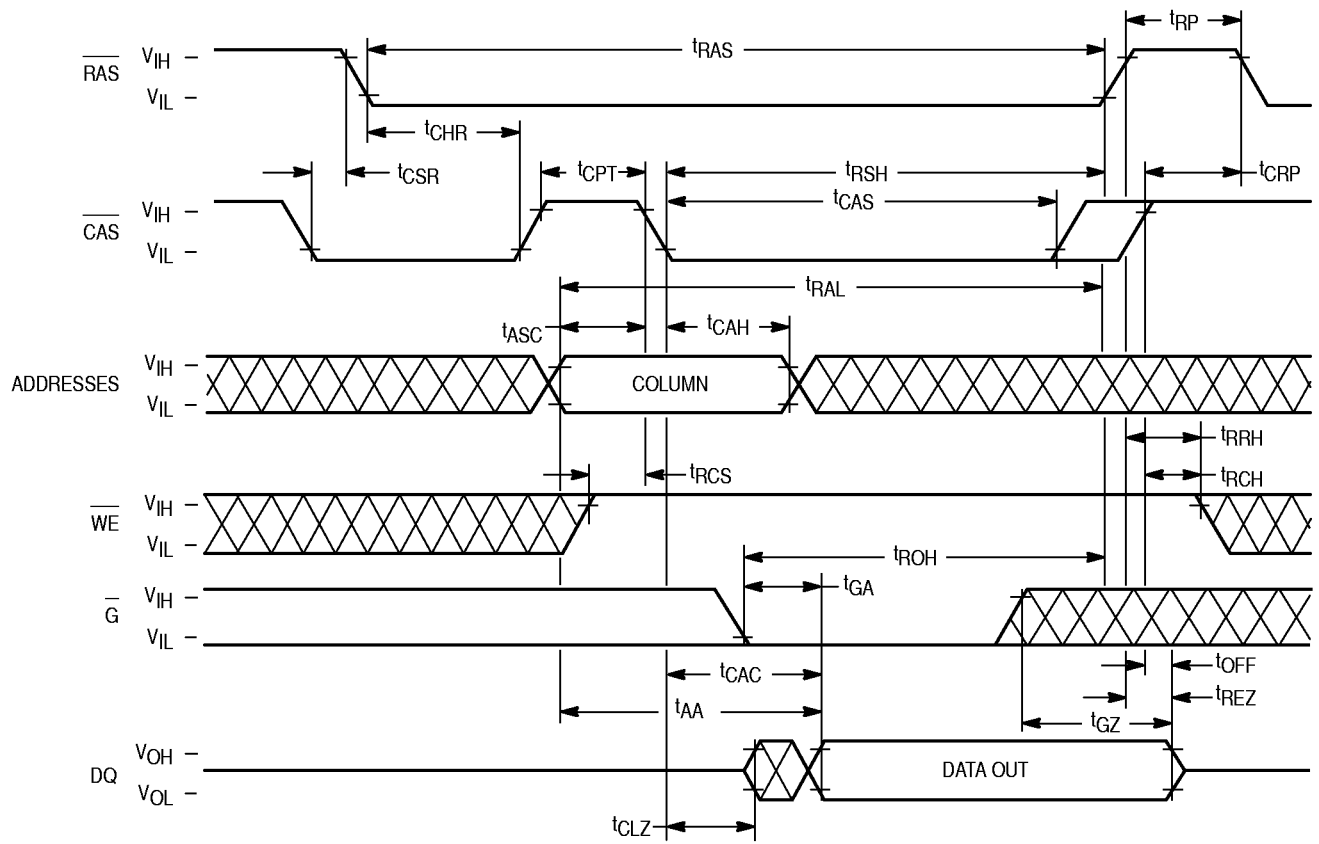 tRP
tRAS
RAS VIH
VIL
tCHR
tCSR tCPT tRSH tCRP
tCAS
CAS VIH
VIL
tRAL
tASC tCAH
ADDRESSES VIH
VIL
COLUMN
tRRH
tRCS tRCH
WE VIH
VIL
tROH
tGA
G VIH
VIL
tOFF
tCAC
tREZ
tAA tGZ
DQ VOH
VOL
DATA OUT
tCLZ